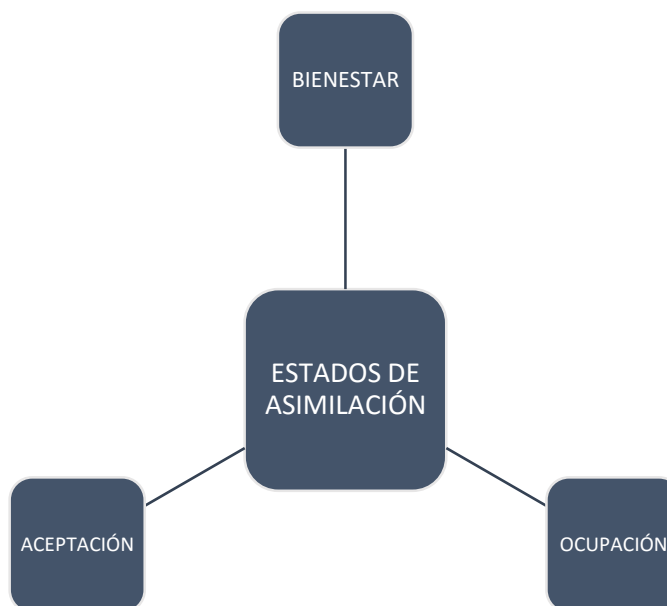 BIENESTAR
ESTADOS DE
ASIMILACIÓN
ACEPTACIÓN
OCUPACIÓN